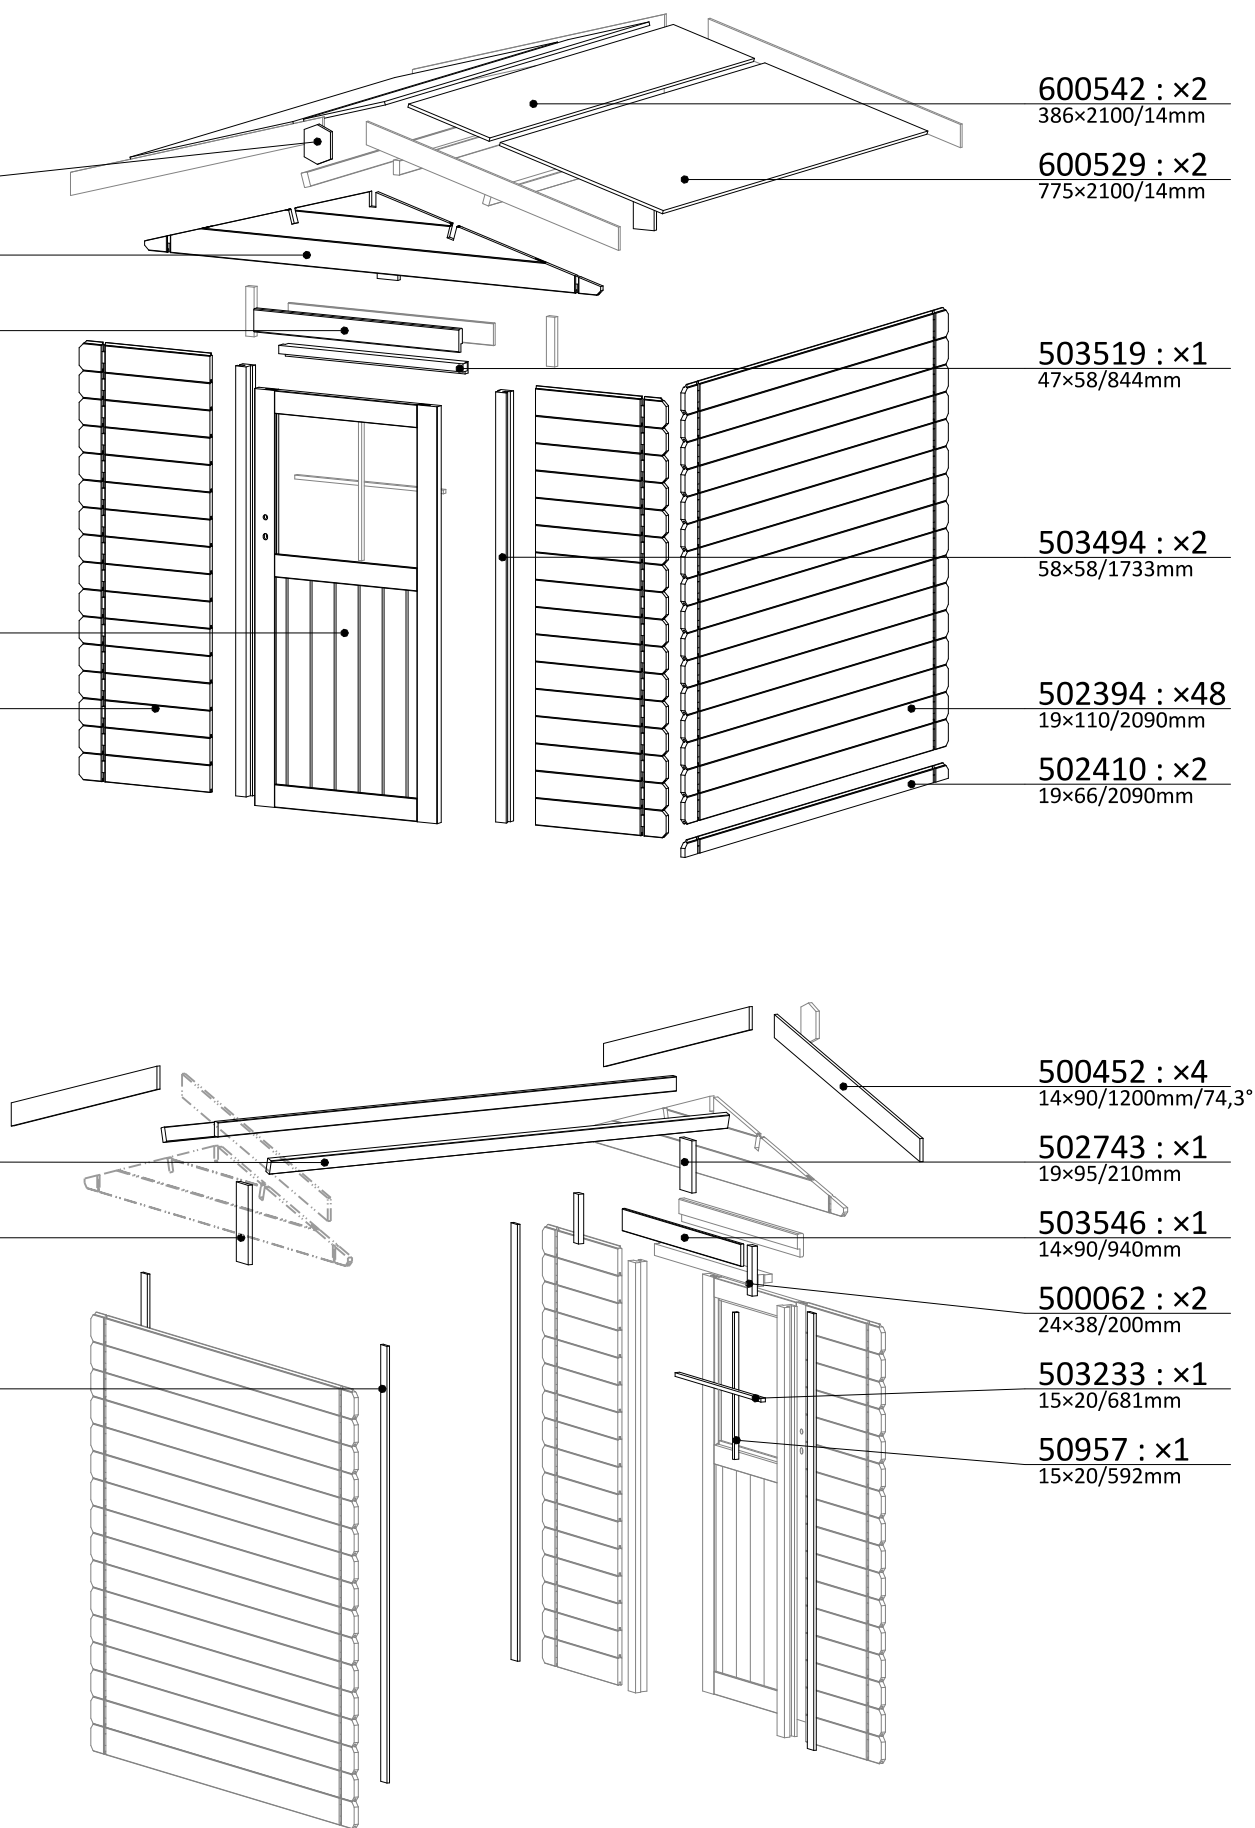 600542 : ×2
386×2100/14mm
600529 : ×2
775×2100/14mm
503519 : ×1
47×58/844mm
503494 : ×2
58×58/1733mm
502394 : ×48
19×110/2090mm
502410 : ×2
19×66/2090mm
500452 : ×4
14×90/1200mm/74,3°
502743 : ×1
19×95/210mm
503546 : ×1
14×90/940mm
500062 : ×2
24×38/200mm
503233 : ×1
15×20/681mm
50957 : ×1
15×20/592mm